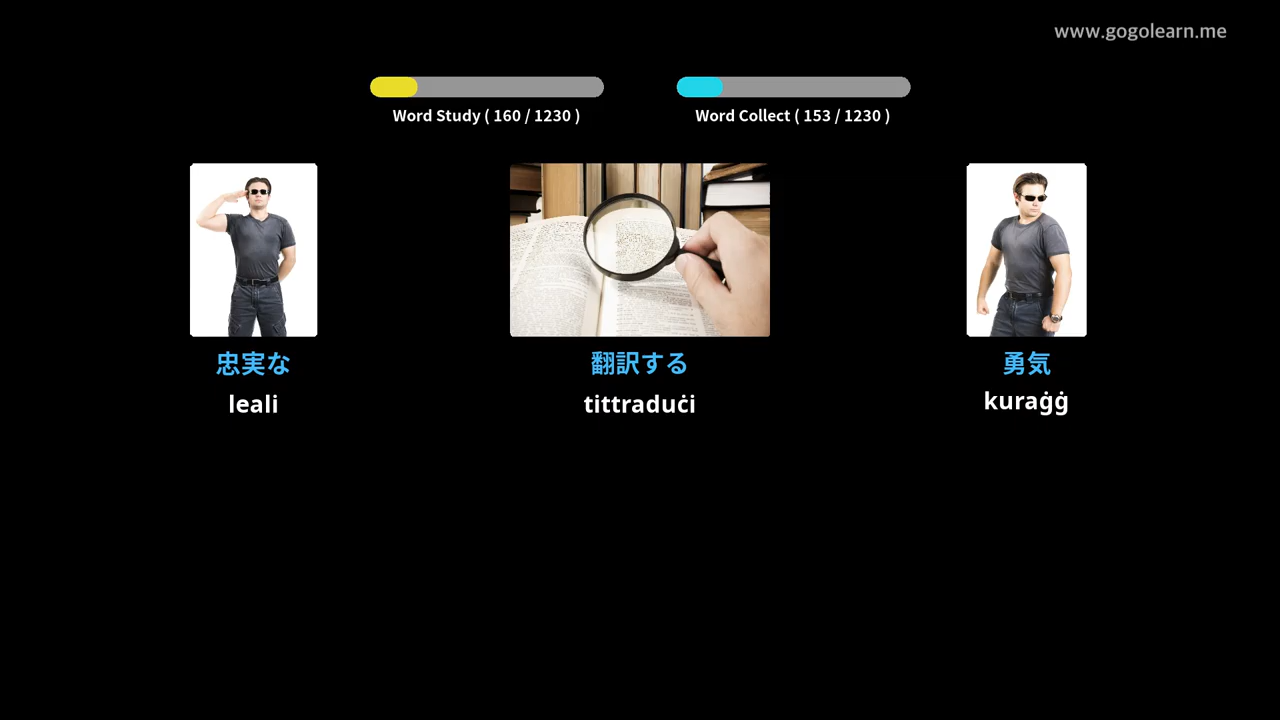 www.gogolearn.me
Word Study ( 160 / 1230 )
Word Collect ( 153 / 1230 )
忠実な
leali
翻訳する
tittraduċi
勇気
kuraġġ